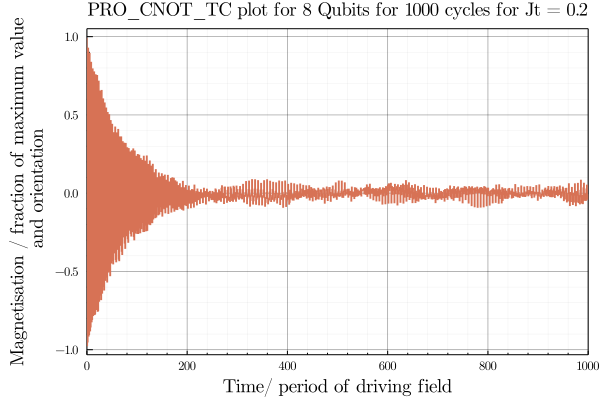 PRO_CNOT_TC plot for 8 Qubits for 1000 cycles for Jt = 0.2
Magnetisation / fraction of maximum value
and orientation
1.0
0.5
0.0
−0.5
−1.0
0 200 400 600 800 1000
Time/ period of driving field